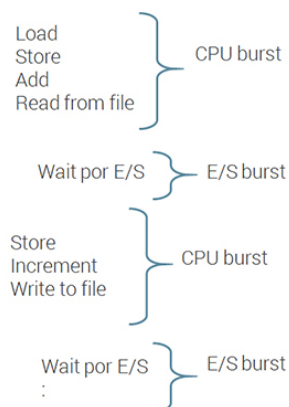 Load
Store
Add
Read from file
CPU burst
Wait por E/S
E/S burst
Store
Increment
Write to file
CPU burst
Wait por E/S
:
E/S burst